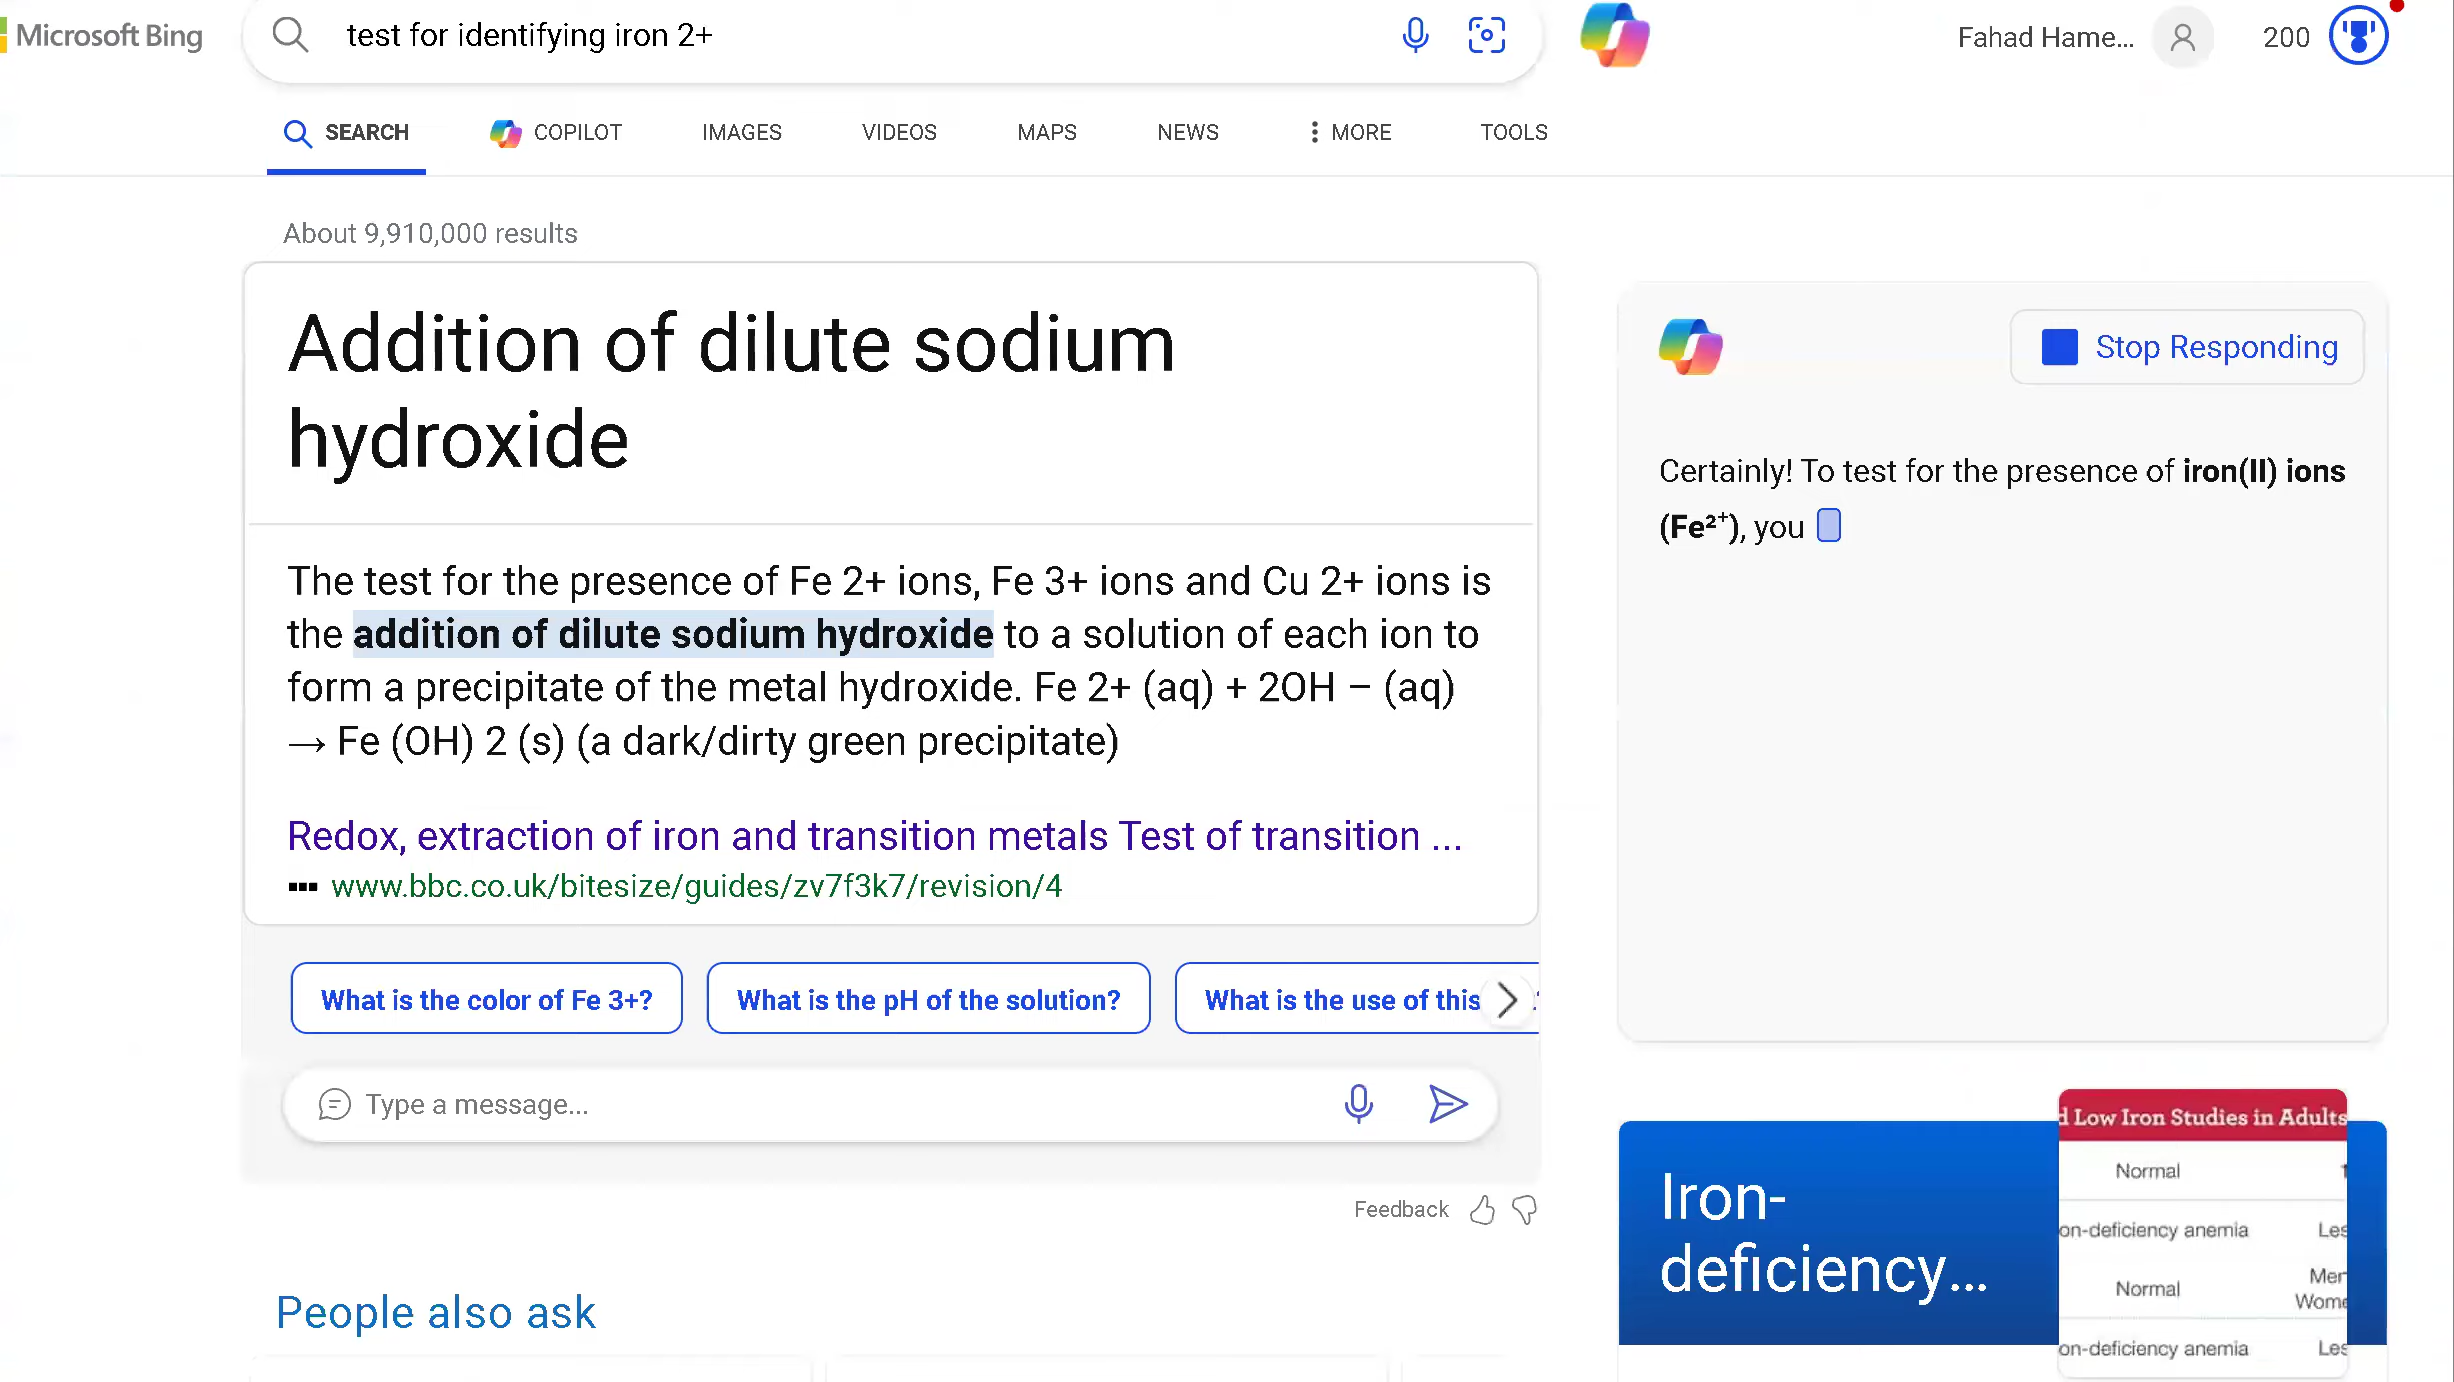 Microsoft Bing
test for identifying iron 2+
Fahad Hame...
200
SEARCH
COPILOT
IMAGES
VIDEOS
MAPS
NEWS
MORE
TOOLS
About 9,910,000 results
Addition of dilute sodium
hydroxide
The test for the presence of Fe 2+ ions, Fe 3+ ions and Cu 2+ ions is
the addition of dilute sodium hydroxide to a solution of each ion to
form a precipitate of the metal hydroxide. Fe 2+ (aq) + 2OH – (aq)
→ Fe (OH) 2 (s) (a dark/dirty green precipitate)
Redox, extraction of iron and transition metals Test of transition ...
www.bbc.co.uk/bitesize/guides/zv7f3k7/revision/4
What is the color of Fe 3+?
What is the pH of the solution?
What is the use of this
Type a message...
Feedback
People also ask
Stop Responding
Certainly! To test for the presence of iron(II) ions
(Fe²⁺), you
Iron-
deficiency...
d Low Iron Studies in Adults
Normal
on-deficiency anemia
Les
Normal
Mer
Wome
on-deficiency anemia
Les